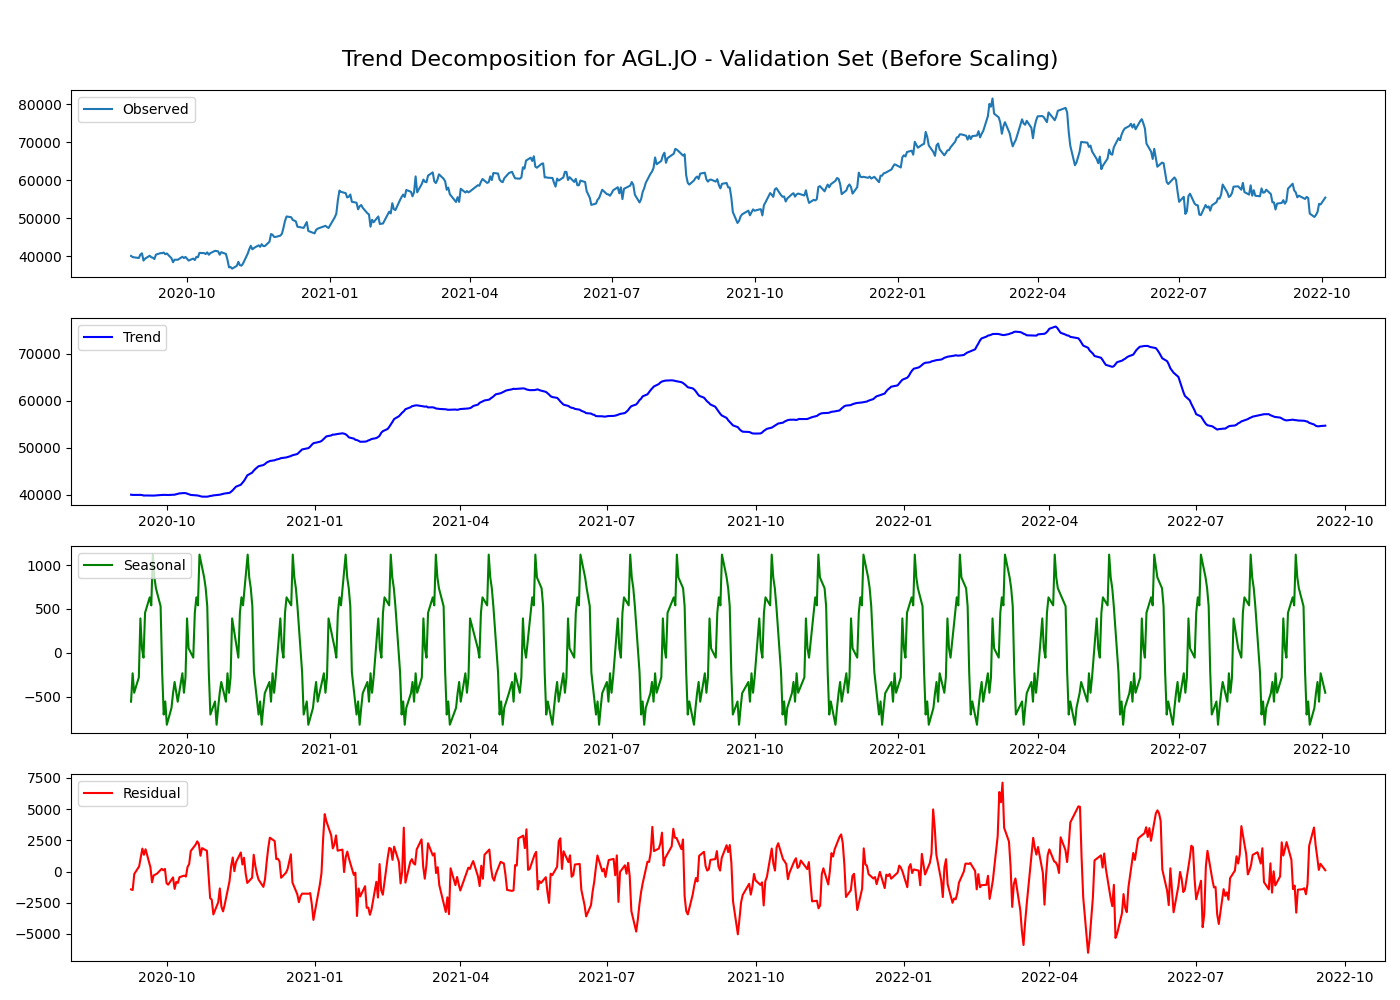 Trend Decomposition for AGL.JO - Validation Set (Before Scaling)
Observed
80000
70000
60000
50000
40000
2020-10 2021-01 2021-04 2021-07 2021-10 2022-01 2022-04 2022-07 2022-10
Trend
70000
60000
50000
40000
2020-10 2021-01 2021-04 2021-07 2021-10 2022-01 2022-04 2022-07 2022-10
Seasonal
1000
500
0
−500
2020-10 2021-01 2021-04 2021-07 2021-10 2022-01 2022-04 2022-07 2022-10
7500
Residual
5000
2500
0
−2500
−5000
2020-10 2021-01 2021-04 2021-07 2021-10 2022-01 2022-04 2022-07 2022-10